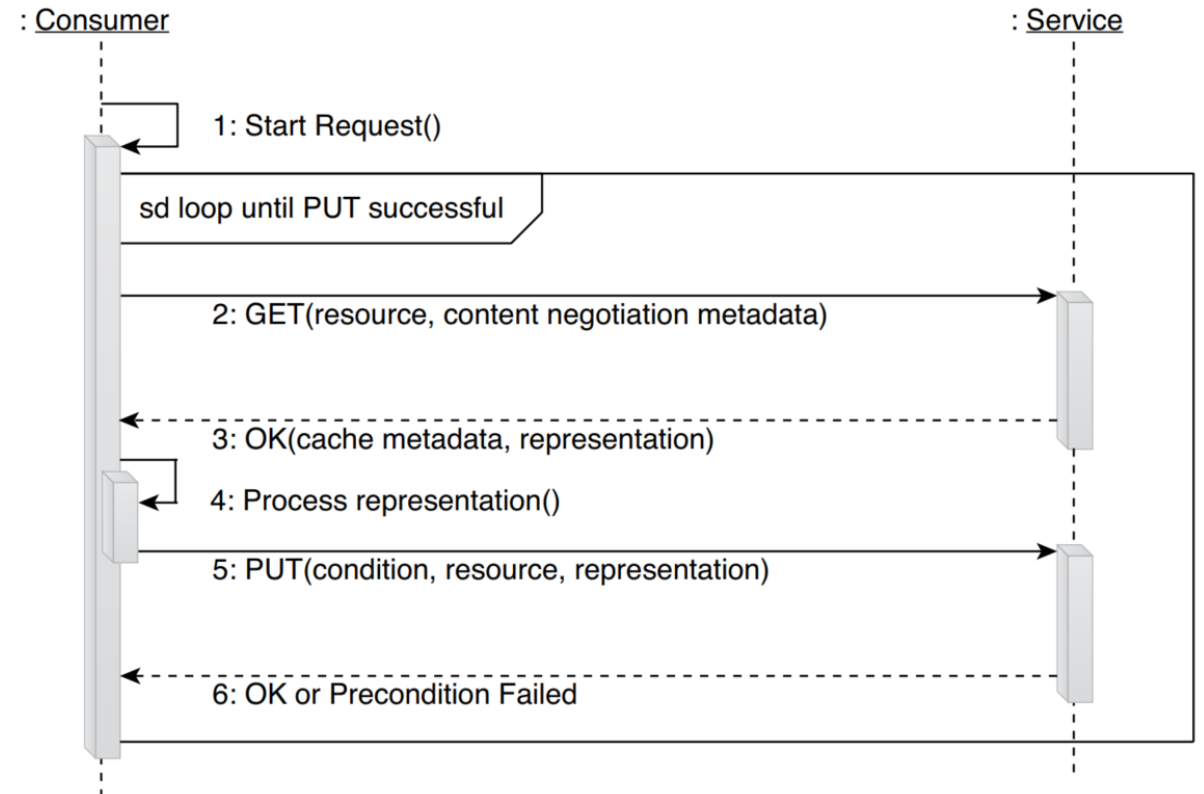 : Consumer
: Service
1: Start Request()
sd loop until PUT successful
2: GET(resource, content negotiation metadata)
3: OK(cache metadata, representation)
4: Process representation()
5: PUT(condition, resource, representation)
6: OK or Precondition Failed